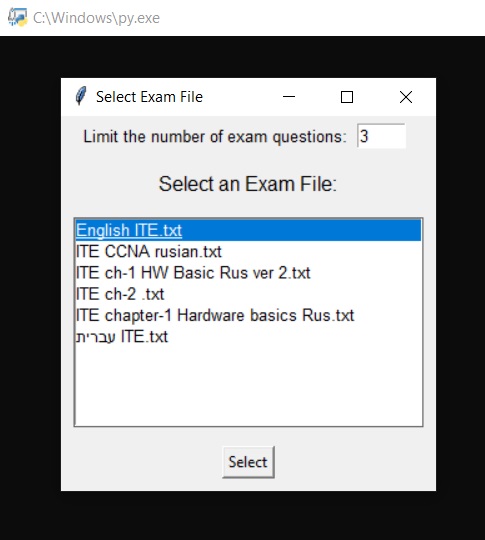 C:\Windows\py.exe
Select Exam File
Limit the number of exam questions: 3
Select an Exam File:
English ITE.txt
ITE CCNA rusian.txt
ITE ch-1 HW Basic Rus ver 2.txt
ITE ch-2 .txt
ITE chapter-1 Hardware basics Rus.txt
עברית ITE.txt
Select